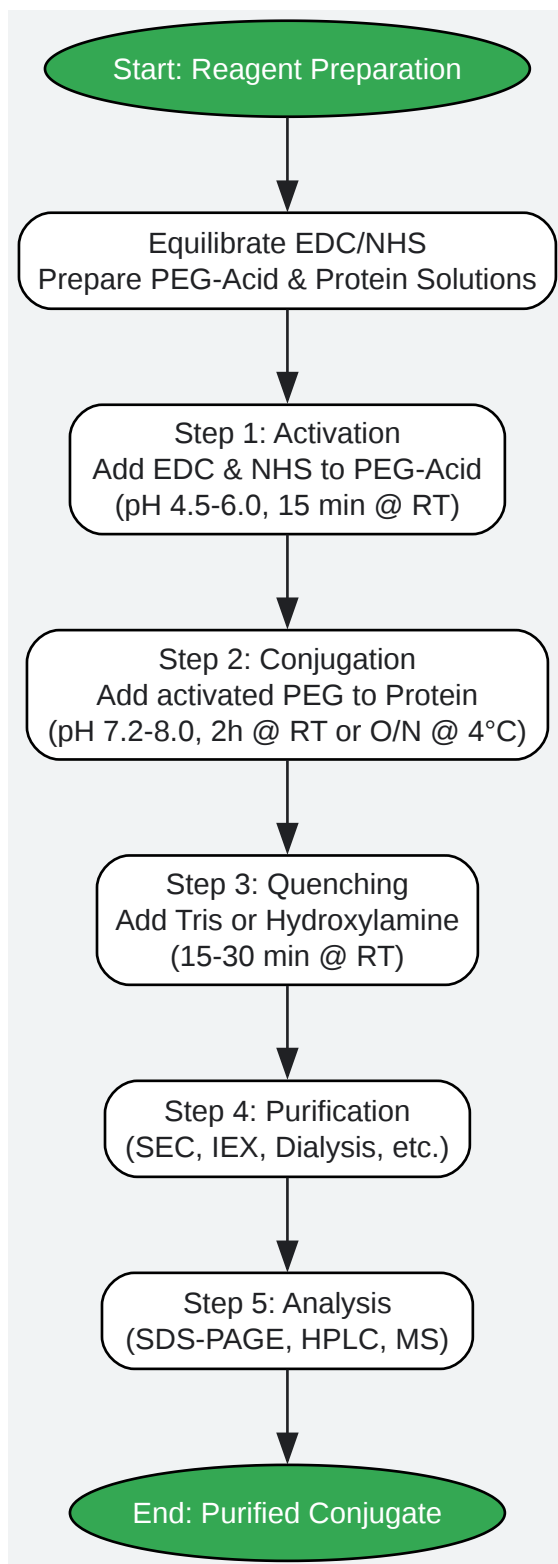 Start: Reagent Preparation
Equilibrate EDC/NHS
Prepare PEG-Acid & Protein Solutions
Step 1: Activation
Add EDC & NHS to PEG-Acid
(pH 4.5-6.0, 15 min @ RT)
Step 2: Conjugation
Add activated PEG to Protein
(pH 7.2-8.0, 2h @ RT or O/N @ 4°C)
Step 3: Quenching
Add Tris or Hydroxylamine
(15-30 min @ RT)
Step 4: Purification
(SEC, IEX, Dialysis, etc.)
Step 5: Analysis
(SDS-PAGE, HPLC, MS)
End: Purified Conjugate